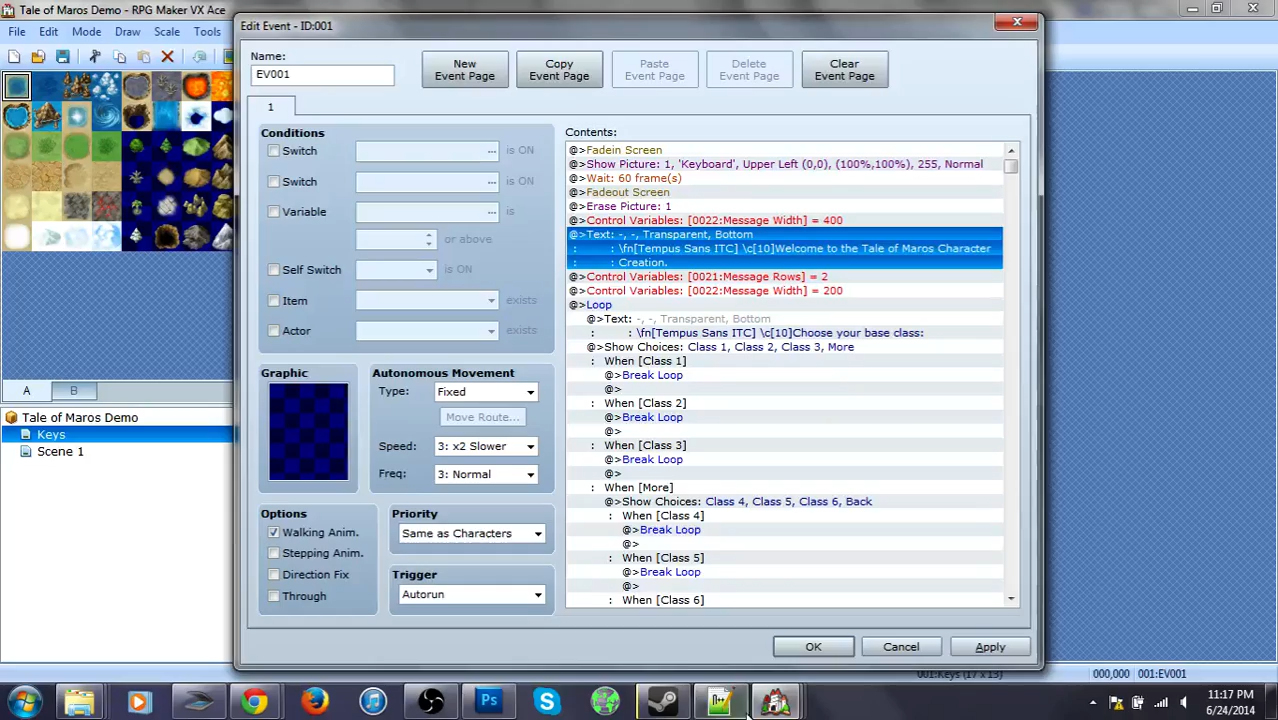 Tale of Maros Demo - RPG Maker VX Ace
File Edit Mode Draw Scale Tools
Edit Event - ID:001
Name:
EV001
New Event Page
Copy Event Page
Paste Event Page
Delete Event Page
Clear Event Page
1
Conditions
Switch ... is ON
Switch ... is ON
Variable ... is
or above
Self Switch is ON
Item exists
Actor exists
Graphic
Autonomous Movement
Type: Fixed
Move Route...
Speed: 3: x2 Slower
Freq: 3: Normal
Options
Walking Anim.
Stepping Anim.
Direction Fix
Through
Priority
Same as Characters
Trigger
Autorun
Contents:
@>Fadein Screen
@>Show Picture: 1, 'Keyboard', Upper Left (0,0), (100%,100%), 255, Normal
@>Wait: 60 frame(s)
@>Fadeout Screen
@>Erase Picture: 1
@>Control Variables: [0022:Message Width] = 400
@>Text: -, -, Transparent, Bottom
: : \fn[Tempus Sans ITC] \c[10]Welcome to the Tale of Maros Character
: : Creation.
@>Control Variables: [0021:Message Rows] = 2
@>Control Variables: [0022:Message Width] = 200
@>Loop
@>Text: -, -, Transparent, Bottom
: : \fn[Tempus Sans ITC] \c[10]Choose your base class:
@>Show Choices: Class 1, Class 2, Class 3, More
: When [Class 1]
@>Break Loop
@>
: When [Class 2]
@>Break Loop
@>
: When [Class 3]
@>Break Loop
@>
: When [More]
@>Show Choices: Class 4, Class 5, Class 6, Back
: When [Class 4]
@>Break Loop
@>
: When [Class 5]
@>Break Loop
@>
: When [Class 6]
OK Cancel Apply
A B
Tale of Maros Demo
Keys
Scene 1
001:Keys (17 x 13) 000,000 001:EV001
Ps
11:17 PM
6/24/2014